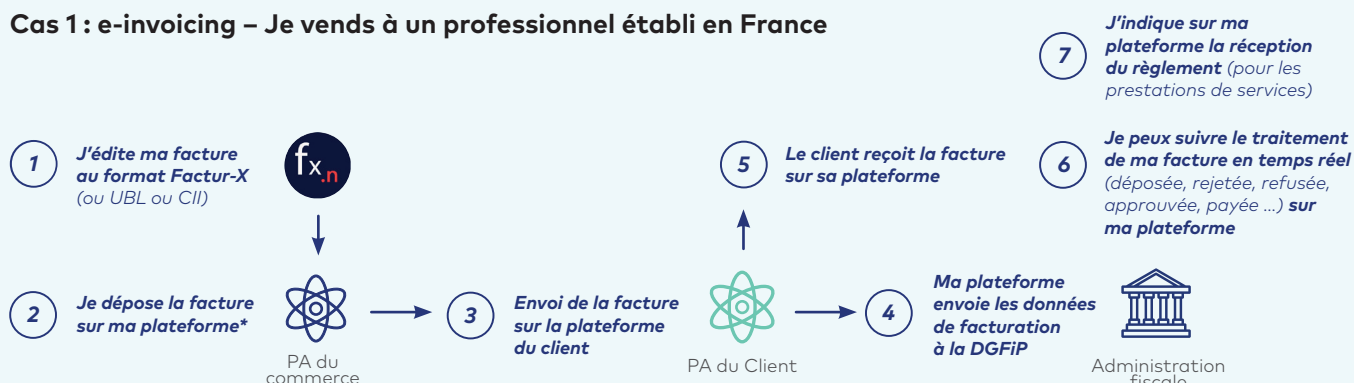 Cas 1 : e-invoicing – Je vends à un professionnel établi en France
1
J'édite ma facture
au format Factur-X
(ou UBL ou CII)
fx.n
2
Je dépose la facture
sur ma plateforme*
PA du
commerce
3
Envoi de la facture
sur la plateforme
du client
PA du Client
4
Ma plateforme
envoie les données
de facturation
à la DGFiP
Administration
fiscale
5
Le client reçoit la facture
sur sa plateforme
6
Je peux suivre le traitement
de ma facture en temps réel
(déposée, rejetée, refusée,
approuvée, payée ...) sur
ma plateforme
7
J'indique sur ma
plateforme la réception
du règlement (pour les
prestations de services)